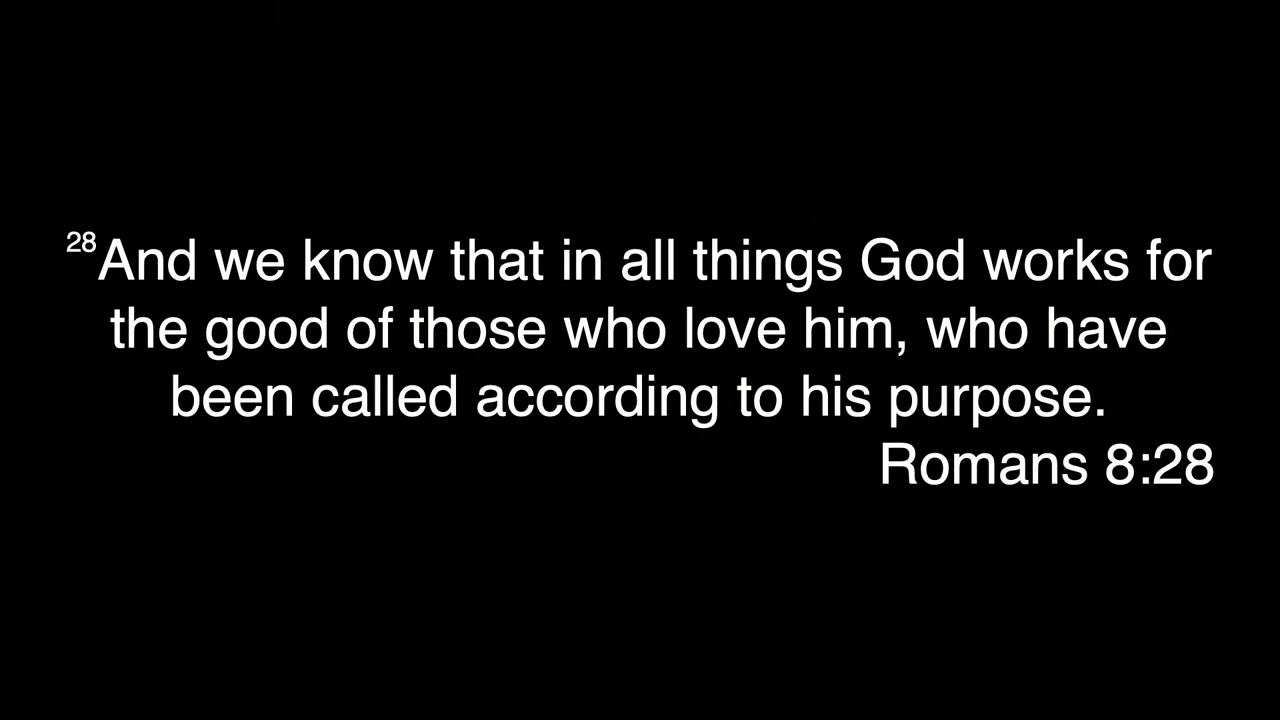 28And we know that in all things God works for
the good of those who love him, who have
been called according to his purpose.
Romans 8:28